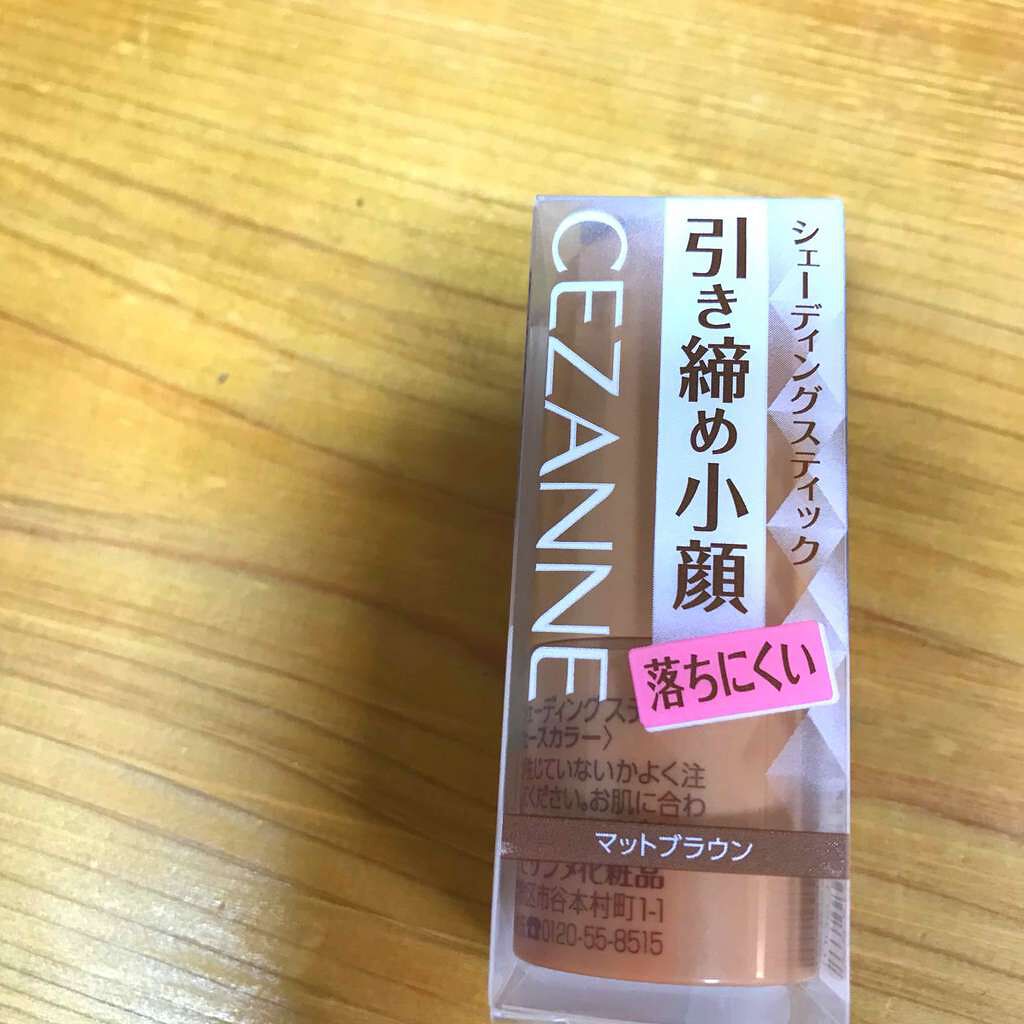 シェーディングスティック
引き締め小顔
CEZANNE
落ちにくい
ーディングステ
ースカラー〉
じていないかよく注
ください。お肌に合わ
マットブラウン
化粧品
区市谷本村町1-1
0120-55-8515